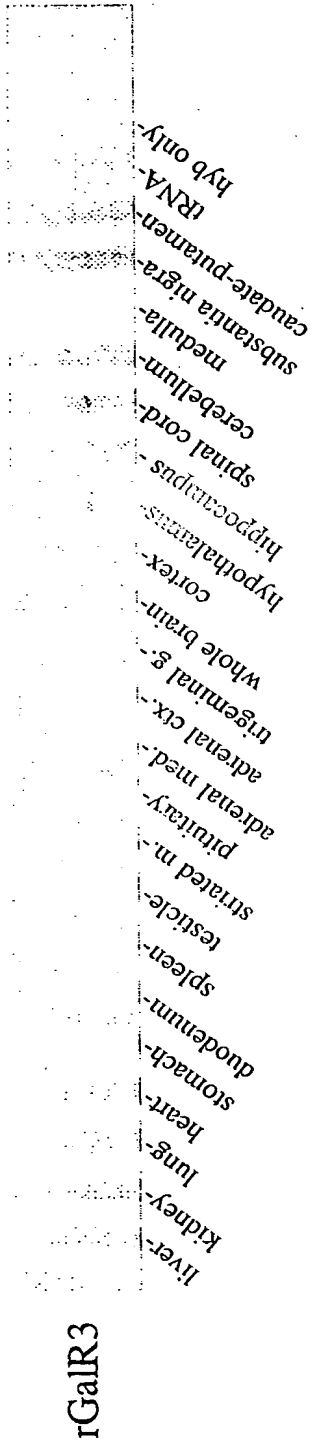 rGalR3
liver-
kidney-
lung-
heart-
stomach-
duodenum-
spleen-
testicle-
striated m.-
pituitary-
adrenal med.-
adrenal ctx.-
trigeminal g.-
whole brain-
cortex-
hypothalamus-
hippocampus-
spinal cord-
cerebellum-
medulla-
substantia nigra-
caudate-putamen-
tRNA-
hyb only-